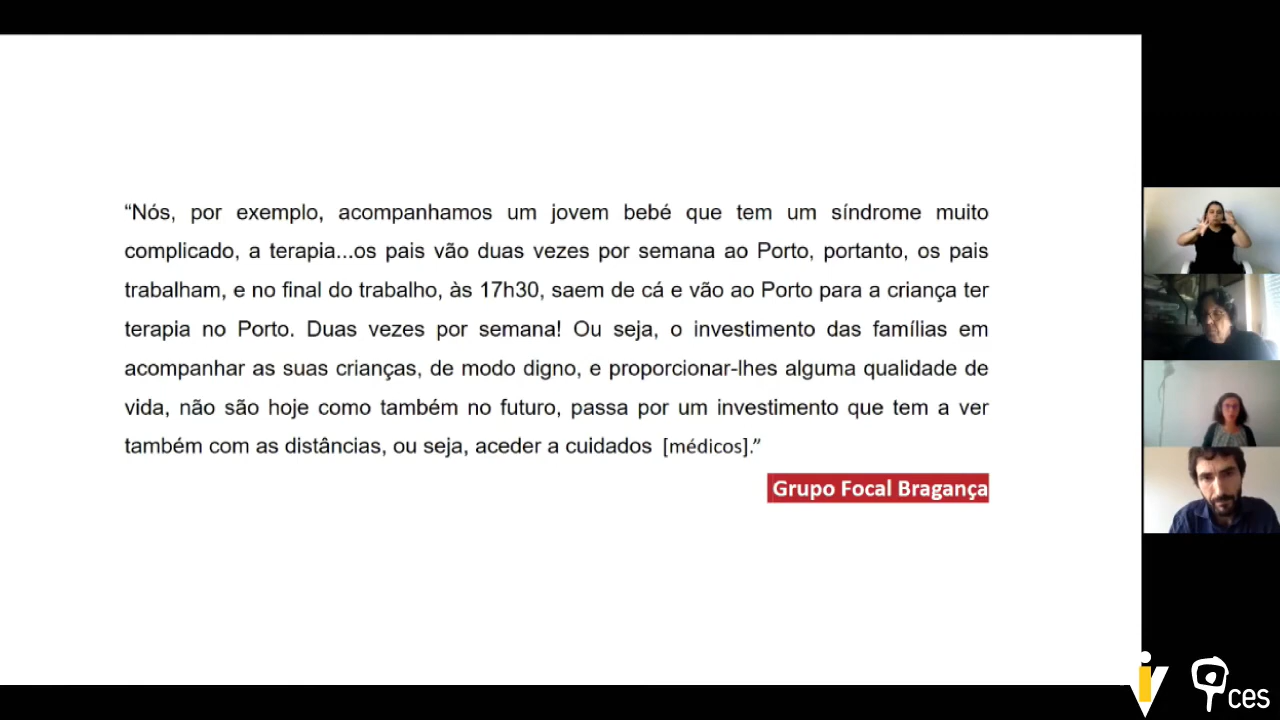 “Nós, por exemplo, acompanhamos um jovem bebé que tem um síndrome muito
complicado, a terapia...os pais vão duas vezes por semana ao Porto, portanto, os pais
trabalham, e no final do trabalho, às 17h30, saem de cá e vão ao Porto para a criança ter
terapia no Porto. Duas vezes por semana! Ou seja, o investimento das famílias em
acompanhar as suas crianças, de modo digno, e proporcionar-lhes alguma qualidade de
vida, não são hoje como também no futuro, passa por um investimento que tem a ver
também com as distâncias, ou seja, aceder a cuidados [médicos].”
Grupo Focal Bragança
iV ces